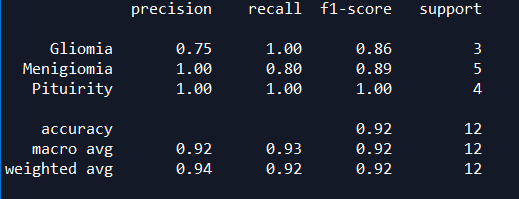 precision recall f1-score support
Gliomia 0.75 1.00 0.86 3
Menigiomia 1.00 0.80 0.89 5
Pituirity 1.00 1.00 1.00 4
accuracy 0.92 12
macro avg 0.92 0.93 0.92 12
weighted avg 0.94 0.92 0.92 12